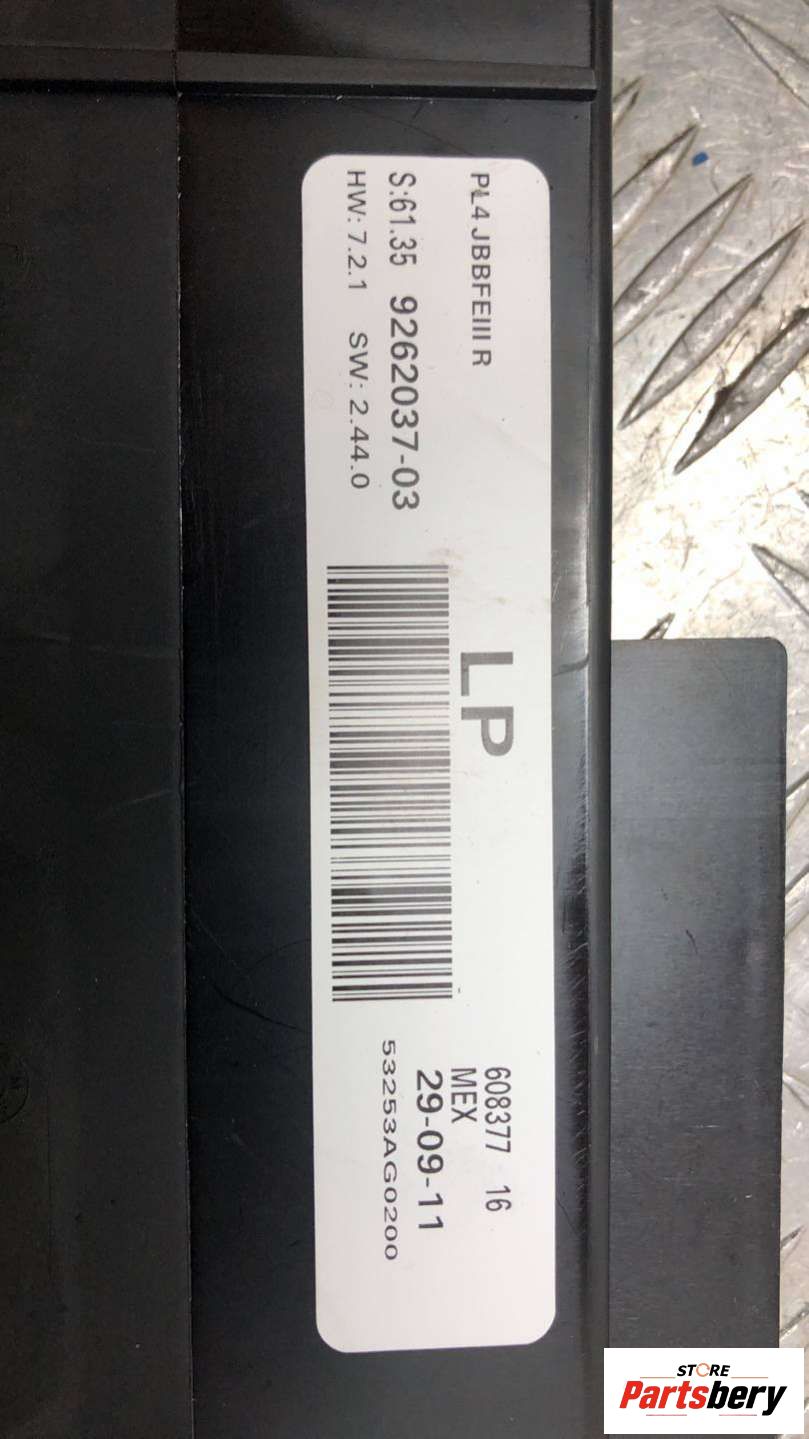 PL4 JBBFEIII R
S:61.35 9262037-03
HW: 7.2.1 SW: 2.44.0
LP
608377 16
MEX
29-09-11
53253AG0200
STORE
Partsbery